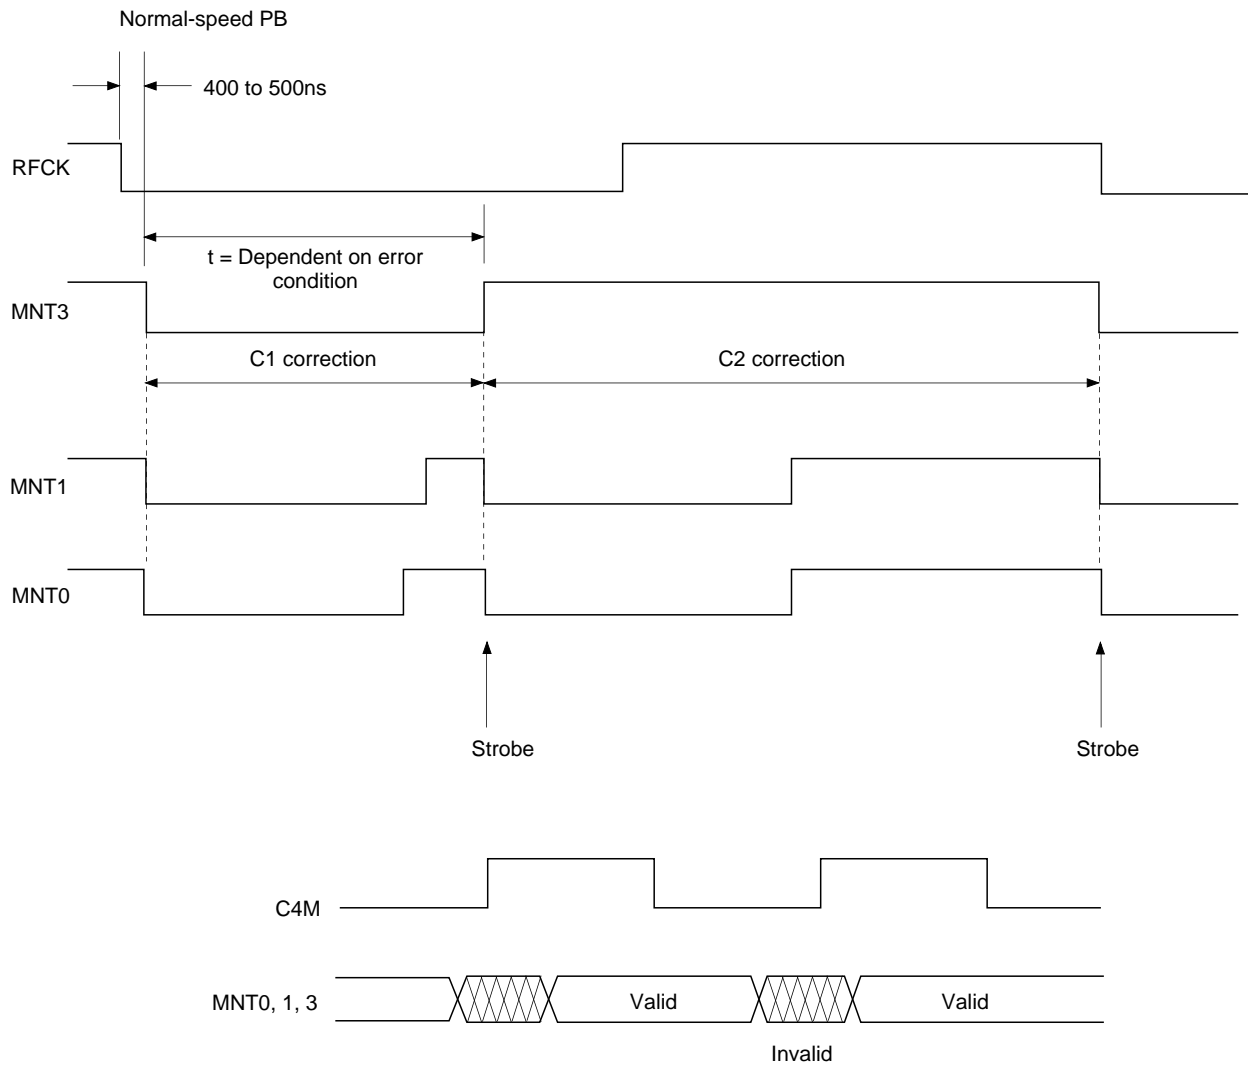 Normal-speed PB
400 to 500ns
RFCK
t = Dependent on error
condition
MNT3
C1 correction
C2 correction
MNT1
MNT0
Strobe
Strobe
C4M
MNT0, 1, 3
Valid
Valid
Invalid